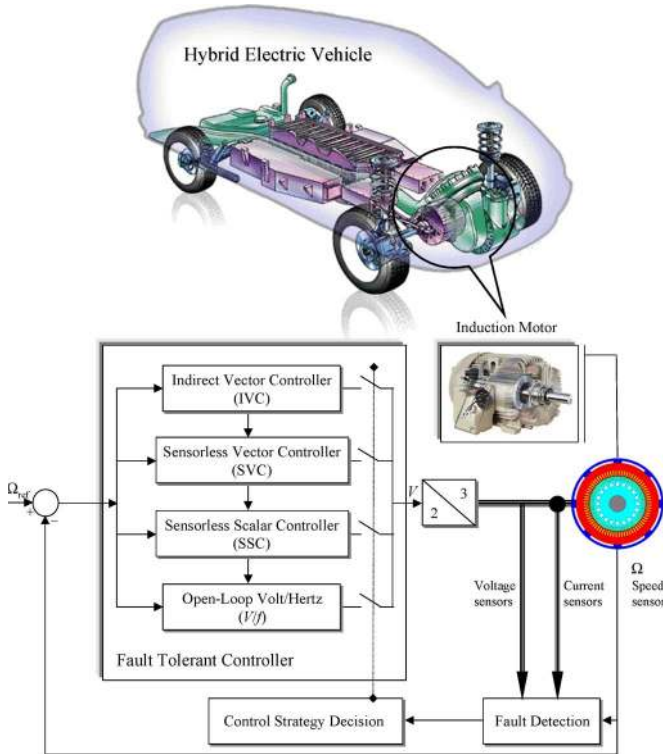 Hybrid Electric Vehicle
Induction Motor
Indirect Vector Controller
(IVC)
Sensorless Vector Controller
(SVC)
Sensorless Scalar Controller
(SSC)
Open-Loop Volt/Hertz
(V/f)
Fault Tolerant Controller
Ωref
+
−
V
3
2
Voltage
sensors
Current
sensors
Ω
Speed
sensor
Control Strategy Decision
Fault Detection